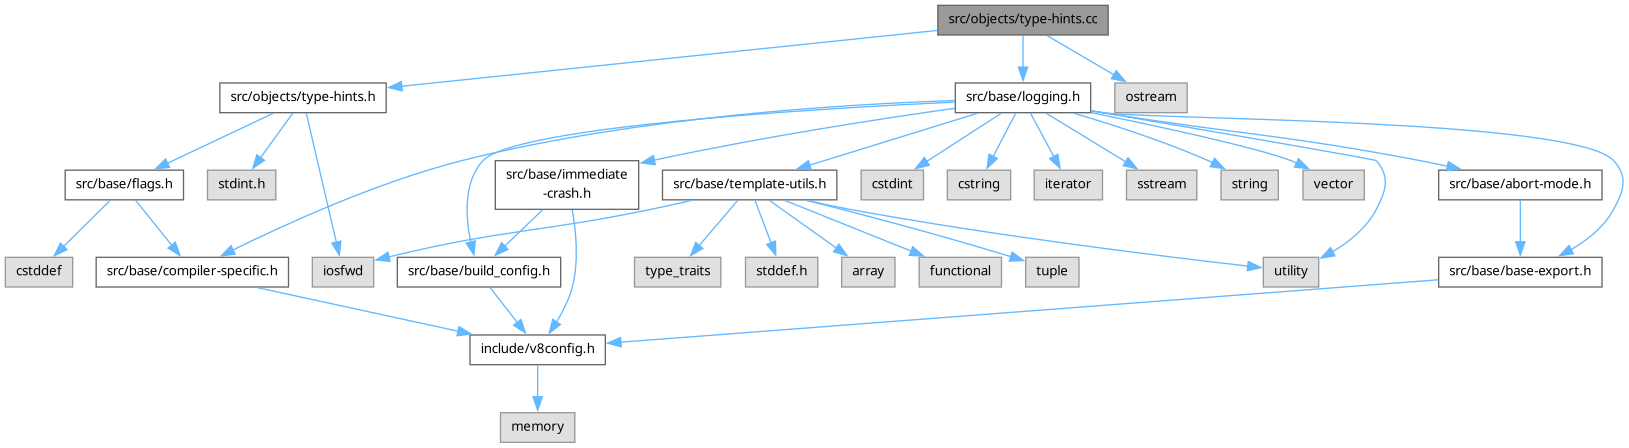 src/objects/type-hints.cc
src/objects/type-hints.h
src/base/logging.h
ostream
src/base/flags.h
stdint.h
src/base/immediate
-crash.h
src/base/template-utils.h
cstdint
cstring
iterator
sstream
string
vector
src/base/abort-mode.h
cstddef
src/base/compiler-specific.h
iosfwd
src/base/build_config.h
type_traits
stddef.h
array
functional
tuple
utility
src/base/base-export.h
include/v8config.h
memory